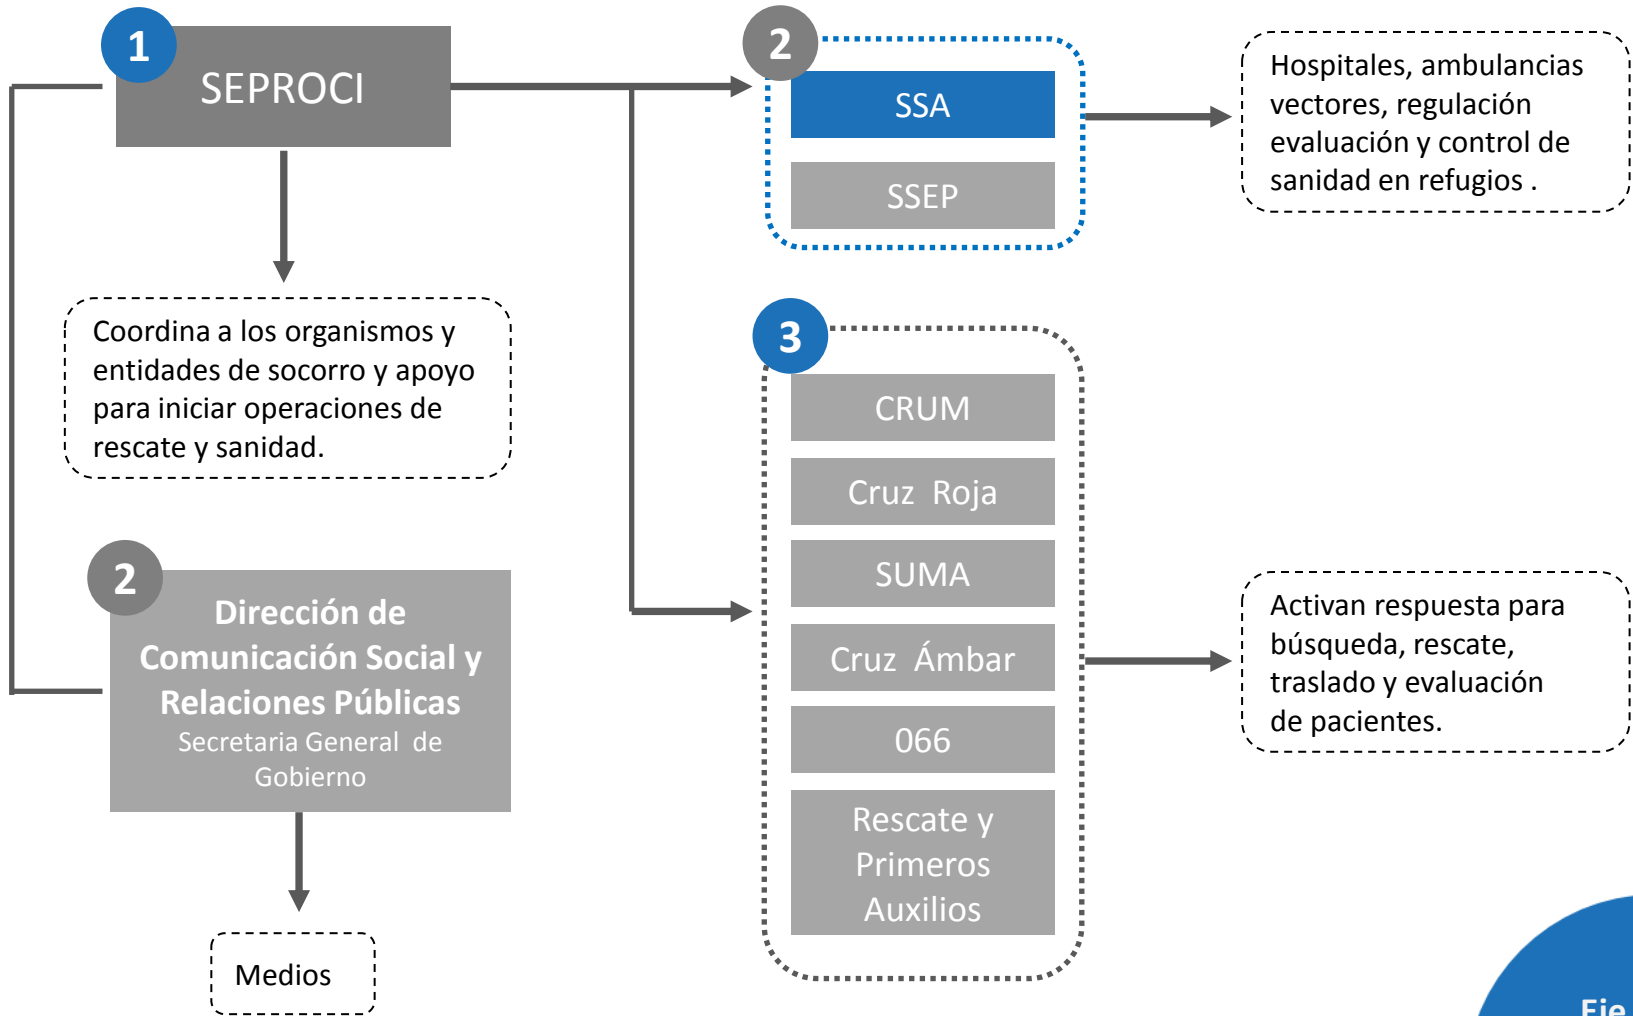 1
SEPROCI
Coordina a los organismos y
entidades de socorro y apoyo
para iniciar operaciones de
rescate y sanidad.
2
Dirección de
Comunicación Social y
Relaciones Públicas
Secretaria General de
Gobierno
Medios
2
SSA
SSEP
Hospitales, ambulancias
vectores, regulación
evaluación y control de
sanidad en refugios .
3
CRUM
Cruz Roja
SUMA
Cruz Ámbar
066
Rescate y
Primeros
Auxilios
Activan respuesta para
búsqueda, rescate,
traslado y evaluación
de pacientes.